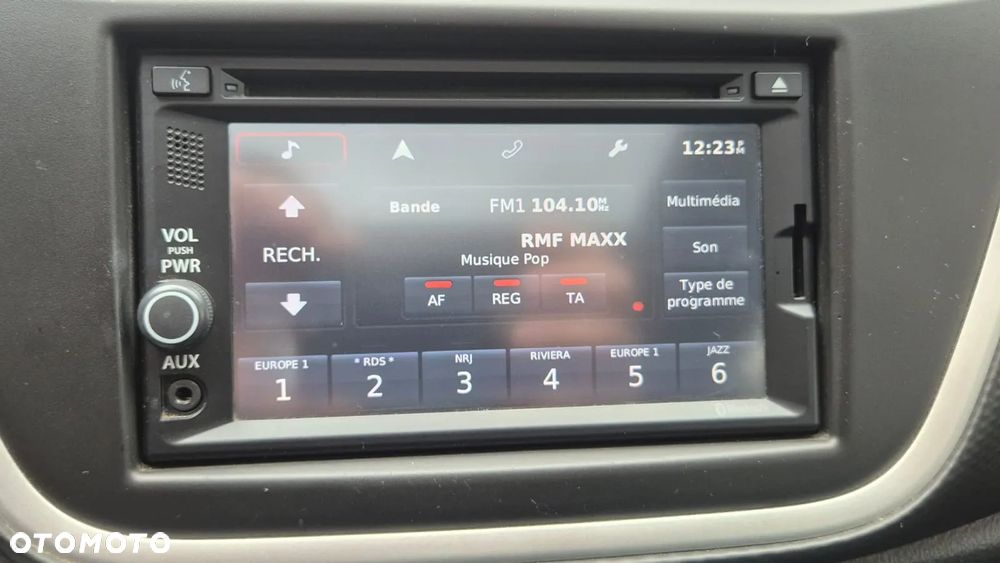 12:23 PM
Multimédia
Bande FM1 104.10 MHz
VOL
PUSH
PWR
RMF MAXX
Son
RECH.
Musique Pop
AF REG TA
Type de
programme
AUX
EUROPE 1 * RDS * NRJ RIVIERA EUROPE 1 JAZZ
1 2 3 4 5 6
OTOMOTO